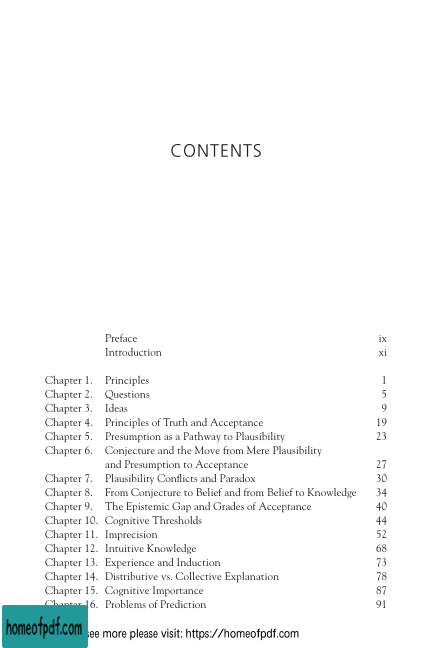 CONTENTS
Preface ix
Introduction xi
Chapter 1. Principles 1
Chapter 2. Questions 5
Chapter 3. Ideas 9
Chapter 4. Principles of Truth and Acceptance 19
Chapter 5. Presumption as a Pathway to Plausibility 23
Chapter 6. Conjecture and the Move from Mere Plausibility
and Presumption to Acceptance 27
Chapter 7. Plausibility Conflicts and Paradox 30
Chapter 8. From Conjecture to Belief and from Belief to Knowledge 34
Chapter 9. The Epistemic Gap and Grades of Acceptance 40
Chapter 10. Cognitive Thresholds 44
Chapter 11. Imprecision 52
Chapter 12. Intuitive Knowledge 68
Chapter 13. Experience and Induction 73
Chapter 14. Distributive vs. Collective Explanation 78
Chapter 15. Cognitive Importance 87
Chapter 16. Problems of Prediction 91
homeofpdf.com
see more please visit: https://homeofpdf.com